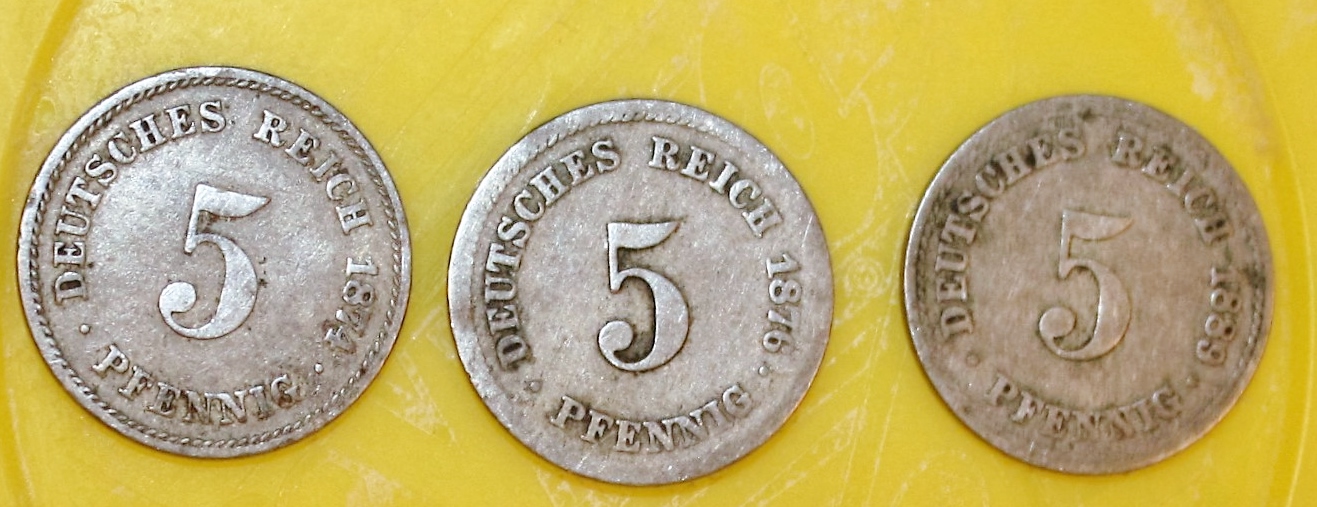 DEUTSCHES REICH 1874
5
· PFENNIG ·
DEUTSCHES REICH 1876
5
· PFENNIG ·
DEUTSCHES REICH 1889
5
· PFENNIG ·